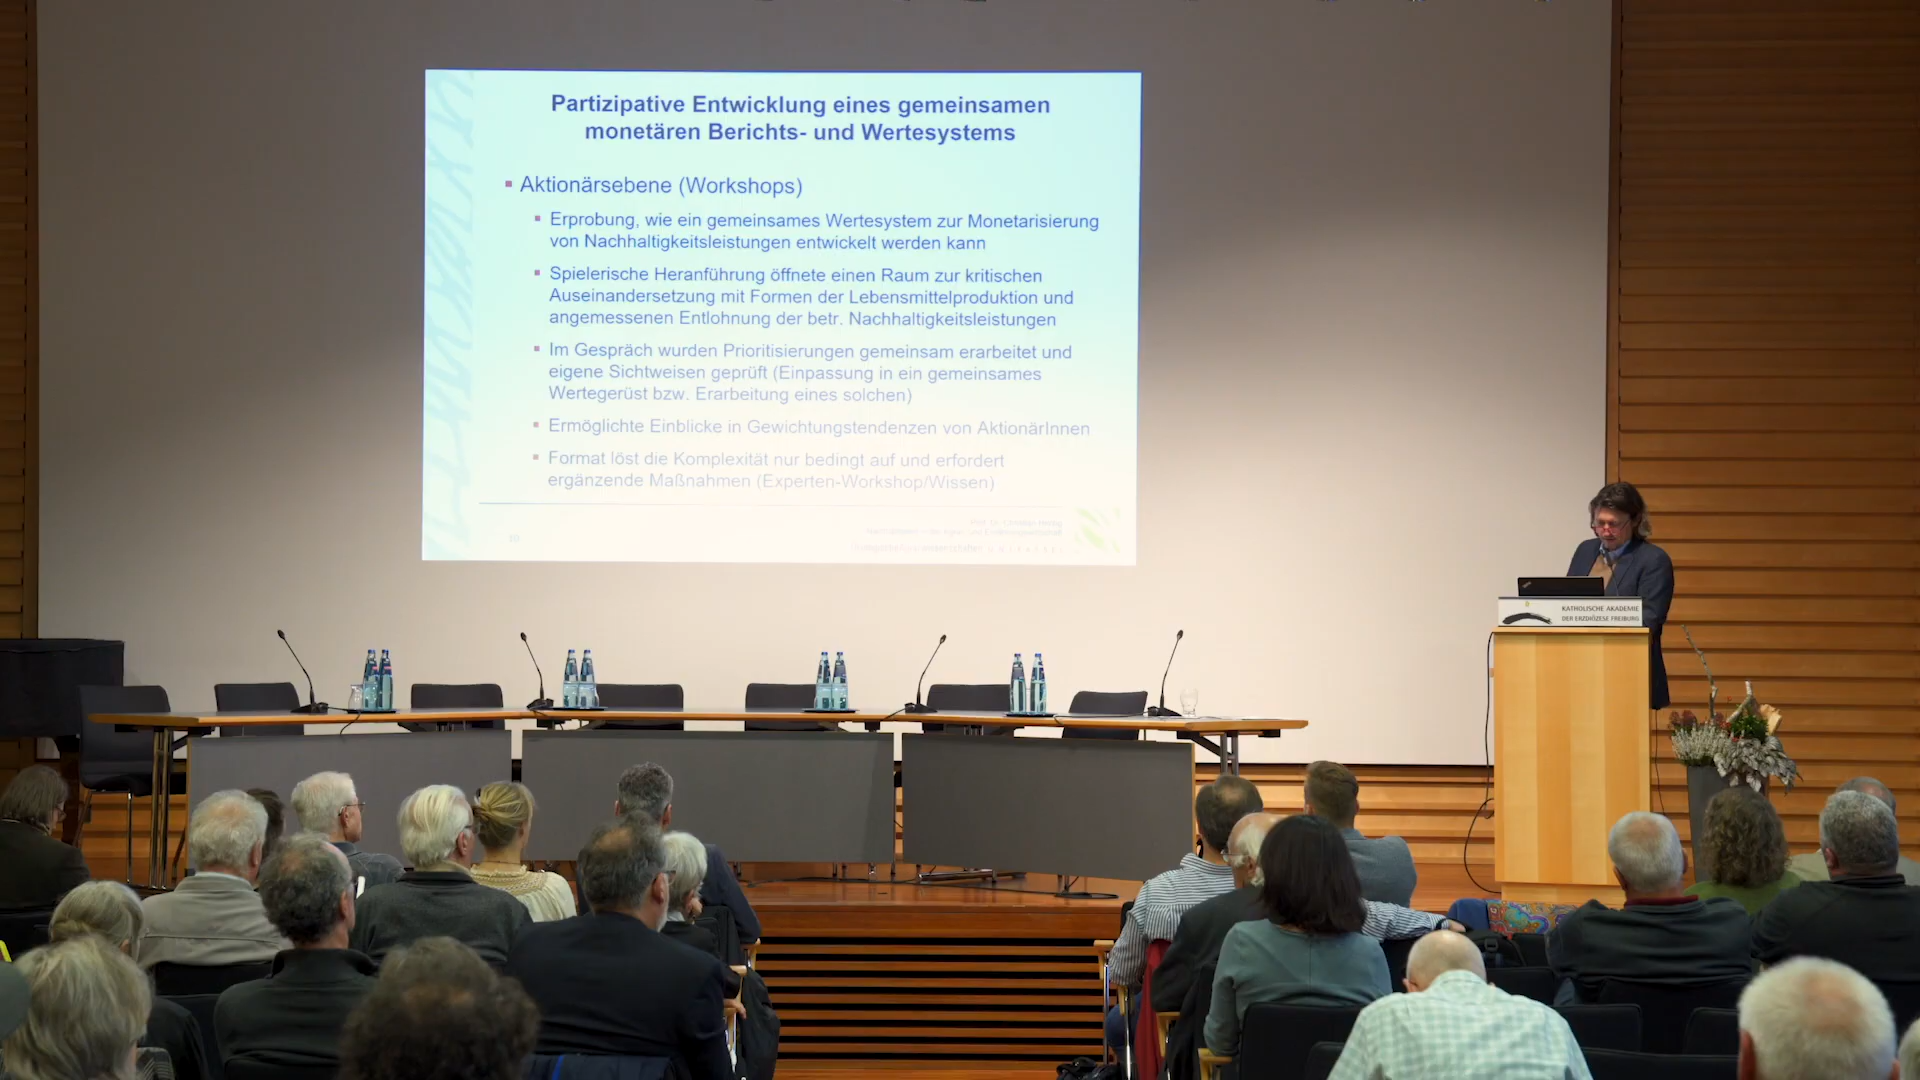 Partizipative Entwicklung eines gemeinsamen
monetären Berichts- und Wertesystems
Aktionärsebene (Workshops)
Erprobung, wie ein gemeinsames Wertesystem zur Monetarisierung
von Nachhaltigkeitsleistungen entwickelt werden kann
Spielerische Heranführung öffnete einen Raum zur kritischen
Auseinandersetzung mit Formen der Lebensmittelproduktion und
angemessenen Entlohnung der betr. Nachhaltigkeitsleistungen
Im Gespräch wurden Prioritisierungen gemeinsam erarbeitet und
eigene Sichtweisen geprüft (Einpassung in ein gemeinsames
Wertegerüst bzw. Erarbeitung eines solchen)
Ermöglichte Einblicke in Gewichtungstendenzen von AktionärInnen
Format löst die Komplexität nur bedingt auf und erfordert
ergänzende Maßnahmen (Experten-Workshop/Wissen)
10
Prof. Dr. Christian
KATHOLISCHE AKADEMIE
DER ERZDIÖZESE FREIBURG